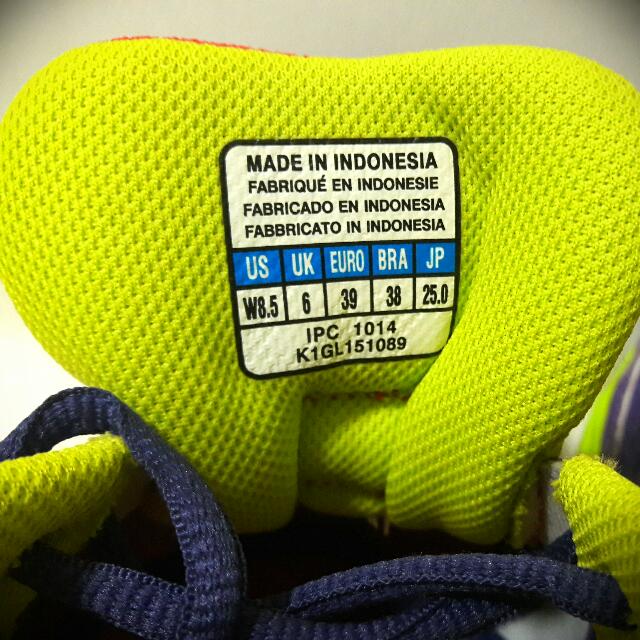 MADE IN INDONESIA
FABRIQUÉ EN INDONESIE
FABRICADO EN INDONESIA
FABBRICATO IN INDONESIA
US UK EURO BRA JP
W8.5 6 39 38 25.0
IPC 1014
K1GL151089